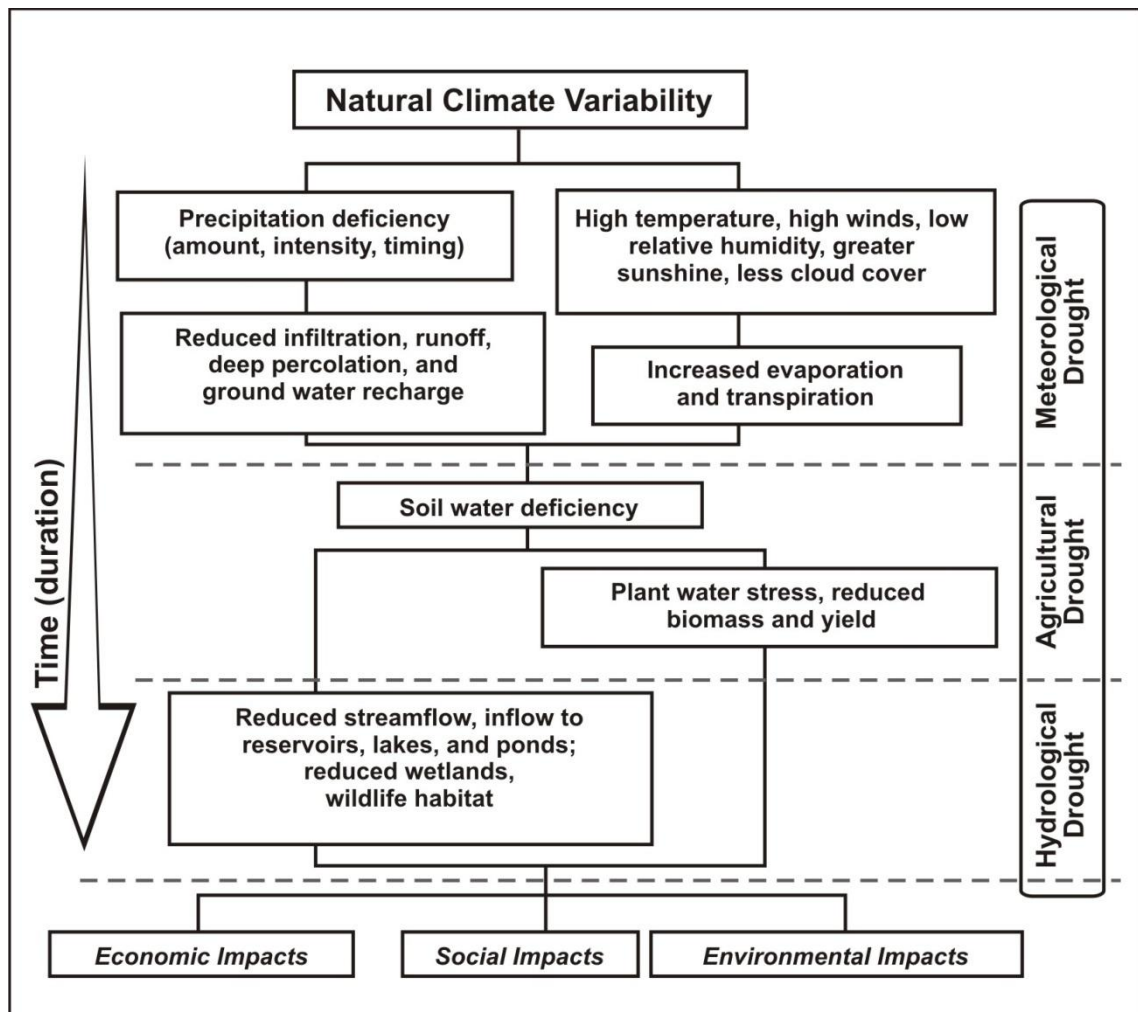 Natural Climate Variability
Precipitation deficiency
(amount, intensity, timing)
High temperature, high winds, low
relative humidity, greater
sunshine, less cloud cover
Reduced infiltration, runoff,
deep percolation, and
ground water recharge
Increased evaporation
and transpiration
Soil water deficiency
Plant water stress, reduced
biomass and yield
Reduced streamflow, inflow to
reservoirs, lakes, and ponds;
reduced wetlands,
wildlife habitat
Economic Impacts
Social Impacts
Environmental Impacts
Time (duration)
Meteorological
Drought
Agricultural
Drought
Hydrological
Drought